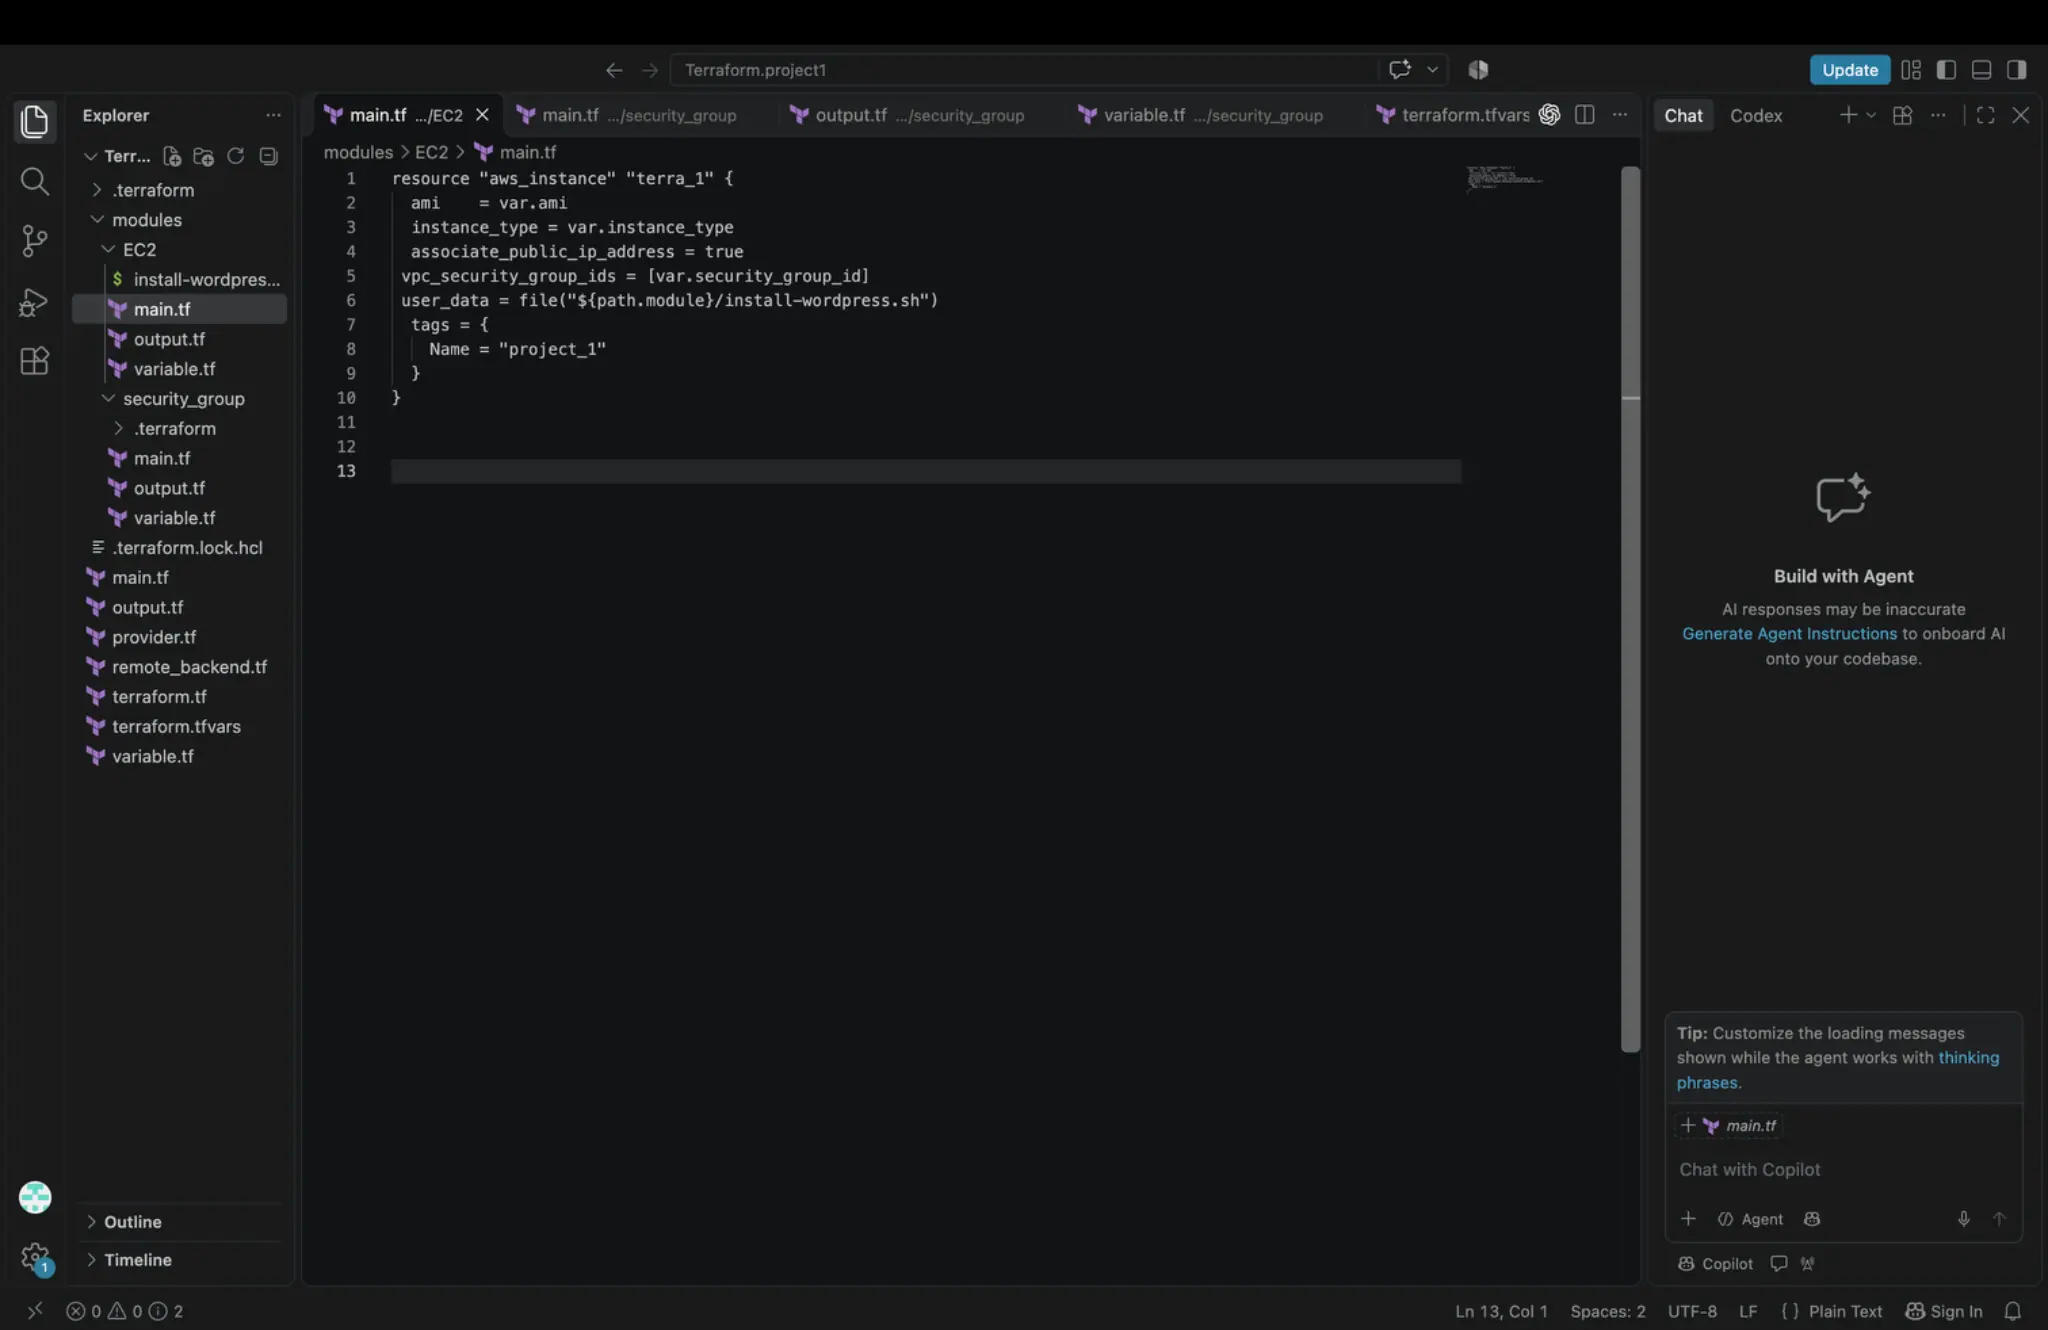 Terraform.project1
Update
Explorer
Terr...
.terraform
modules
EC2
$ install-wordpres...
main.tf
output.tf
variable.tf
security_group
.terraform
main.tf
output.tf
variable.tf
.terraform.lock.hcl
main.tf
output.tf
provider.tf
remote_backend.tf
terraform.tf
terraform.tfvars
variable.tf
Outline
Timeline
1
main.tf .../EC2
main.tf .../security_group
output.tf .../security_group
variable.tf .../security_group
terraform.tfvars
modules > EC2 > main.tf
1 resource "aws_instance" "terra_1" {
2 ami    = var.ami
3 instance_type = var.instance_type
4 associate_public_ip_address = true
5 vpc_security_group_ids = [var.security_group_id]
6 user_data = file("${path.module}/install-wordpress.sh")
7 tags = {
8 Name = "project_1"
9 }
10 }
11
12
13
Chat Codex
Build with Agent
AI responses may be inaccurate
Generate Agent Instructions to onboard AI
onto your codebase.
Tip: Customize the loading messages
shown while the agent works with thinking
phrases.
main.tf
Chat with Copilot
Agent
Copilot
0 0 2
Ln 13, Col 1 Spaces: 2 UTF-8 LF { } Plain Text Sign In